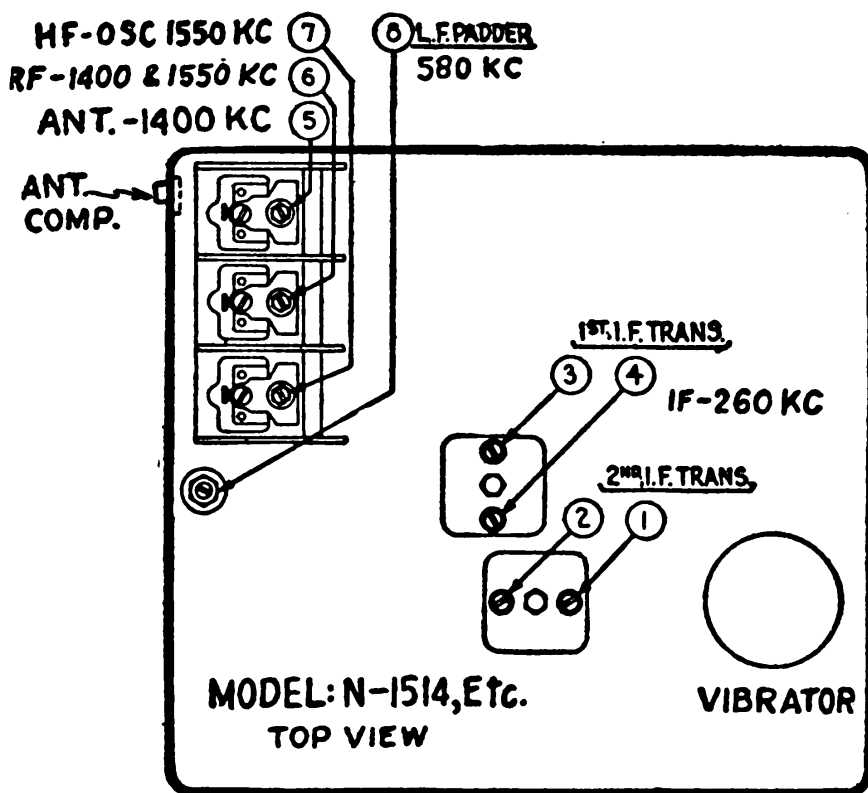 HF-OSC 1550 KC 7
8 L.F. PADDER
580 KC
RF-1400 & 1550 KC 6
ANT.-1400 KC 5
ANT.
COMP.
1ST. I.F. TRANS.
3 4
IF-260 KC
2ND. I.F. TRANS.
2 1
MODEL: N-1514, Etc.
TOP VIEW
VIBRATOR